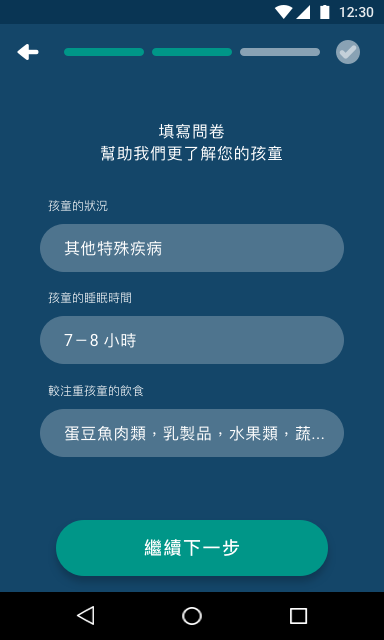 12:30
填寫問卷
幫助我們更了解您的孩童
孩童的狀況
其他特殊疾病
孩童的睡眠時間
7－8 小時
較注重孩童的飲食
蛋豆魚肉類，乳製品，水果類，蔬...
繼續下一步